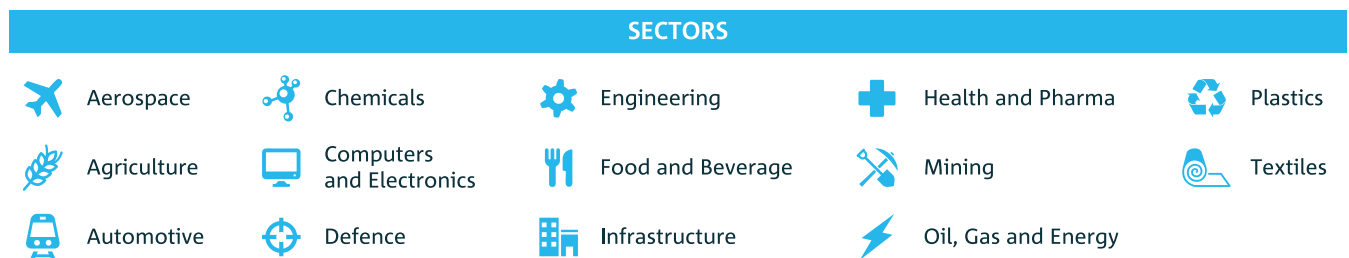 SECTORS
Aerospace
Chemicals
Engineering
Health and Pharma
Plastics
Agriculture
Computers
and Electronics
Food and Beverage
Mining
Textiles
Automotive
Defence
Infrastructure
Oil, Gas and Energy